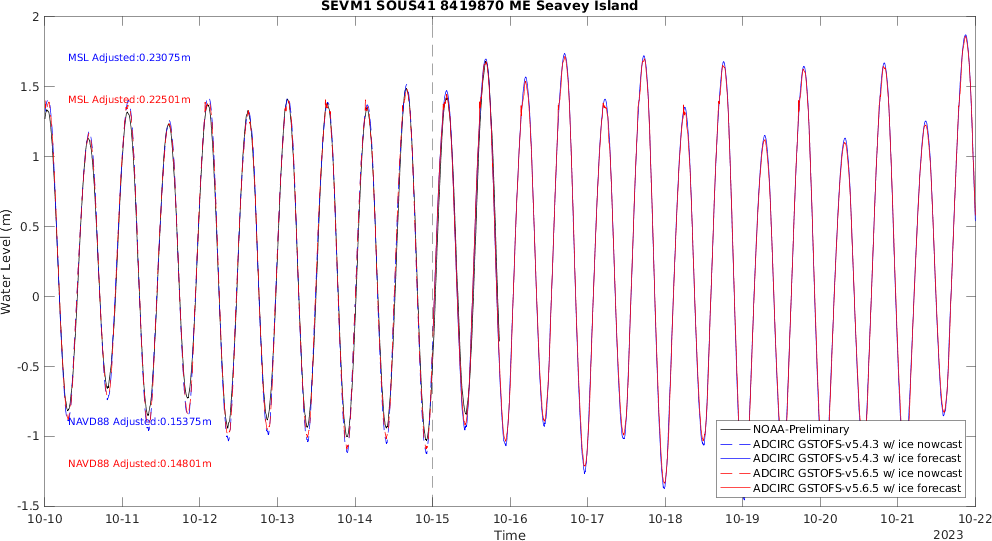 SEVM1 SOUS41 8419870 ME Seavey Island
Water Level (m)
2
1.5
1
0.5
0
-0.5
-1
-1.5
MSL Adjusted:0.23075m
MSL Adjusted:0.22501m
NAVD88 Adjusted:0.15375m
NAVD88 Adjusted:0.14801m
NOAA-Preliminary
ADCIRC GSTOFS-v5.4.3 w/ ice nowcast
ADCIRC GSTOFS-v5.4.3 w/ ice forecast
ADCIRC GSTOFS-v5.6.5 w/ ice nowcast
ADCIRC GSTOFS-v5.6.5 w/ ice forecast
10-10 10-11 10-12 10-13 10-14 10-15 10-16 10-17 10-18 10-19 10-20 10-21 10-22
Time
2023